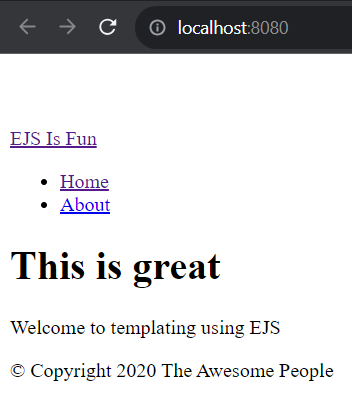 localhost:8080
EJS Is Fun
Home
About
This is great
Welcome to templating using EJS
© Copyright 2020 The Awesome People